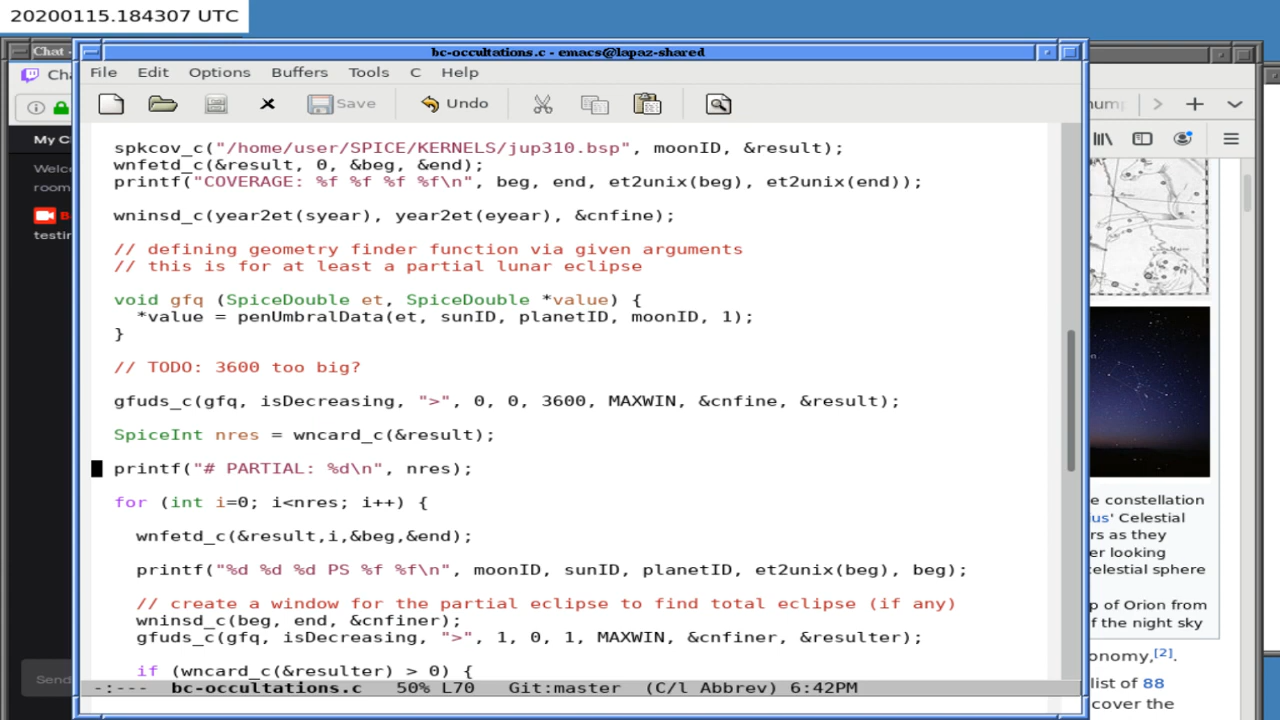 20200115.184307 UTC
Chat -
bc-occultations.c - emacs@lapaz-shared
File Edit Options Buffers Tools C Help
Save Undo
My C
Welc
room
testir
Send
spkcov_c("/home/user/SPICE/KERNELS/jup310.bsp", moonID, &result);
wnfetd_c(&result, 0, &beg, &end);
printf("COVERAGE: %f %f %f %f\n", beg, end, et2unix(beg), et2unix(end));
wninsd_c(year2et(syear), year2et(eyear), &cnfine);
// defining geometry finder function via given arguments
// this is for at least a partial lunar eclipse
void gfq (SpiceDouble et, SpiceDouble *value) {
*value = penUmbralData(et, sunID, planetID, moonID, 1);
}
// TODO: 3600 too big?
gfuds_c(gfq, isDecreasing, ">", 0, 0, 3600, MAXWIN, &cnfine, &result);
SpiceInt nres = wncard_c(&result);
printf("# PARTIAL: %d\n", nres);
for (int i=0; i<nres; i++) {
wnfetd_c(&result,i,&beg,&end);
printf("%d %d %d PS %f %f\n", moonID, sunID, planetID, et2unix(beg), beg);
// create a window for the partial eclipse to find total eclipse (if any)
wninsd_c(beg, end, &cnfiner);
gfuds_c(gfq, isDecreasing, ">", 1, 0, 1, MAXWIN, &cnfiner, &resulter);
if (wncard_c(&resulter) > 0) {
-:--- bc-occultations.c 50% L70 Git:master (C/l Abbrev) 6:42PM
e constellation
ius' Celestial
rs as they
er looking
celestial sphere
p of Orion from
f the night sky
onomy,[2].
list of 88
cover the